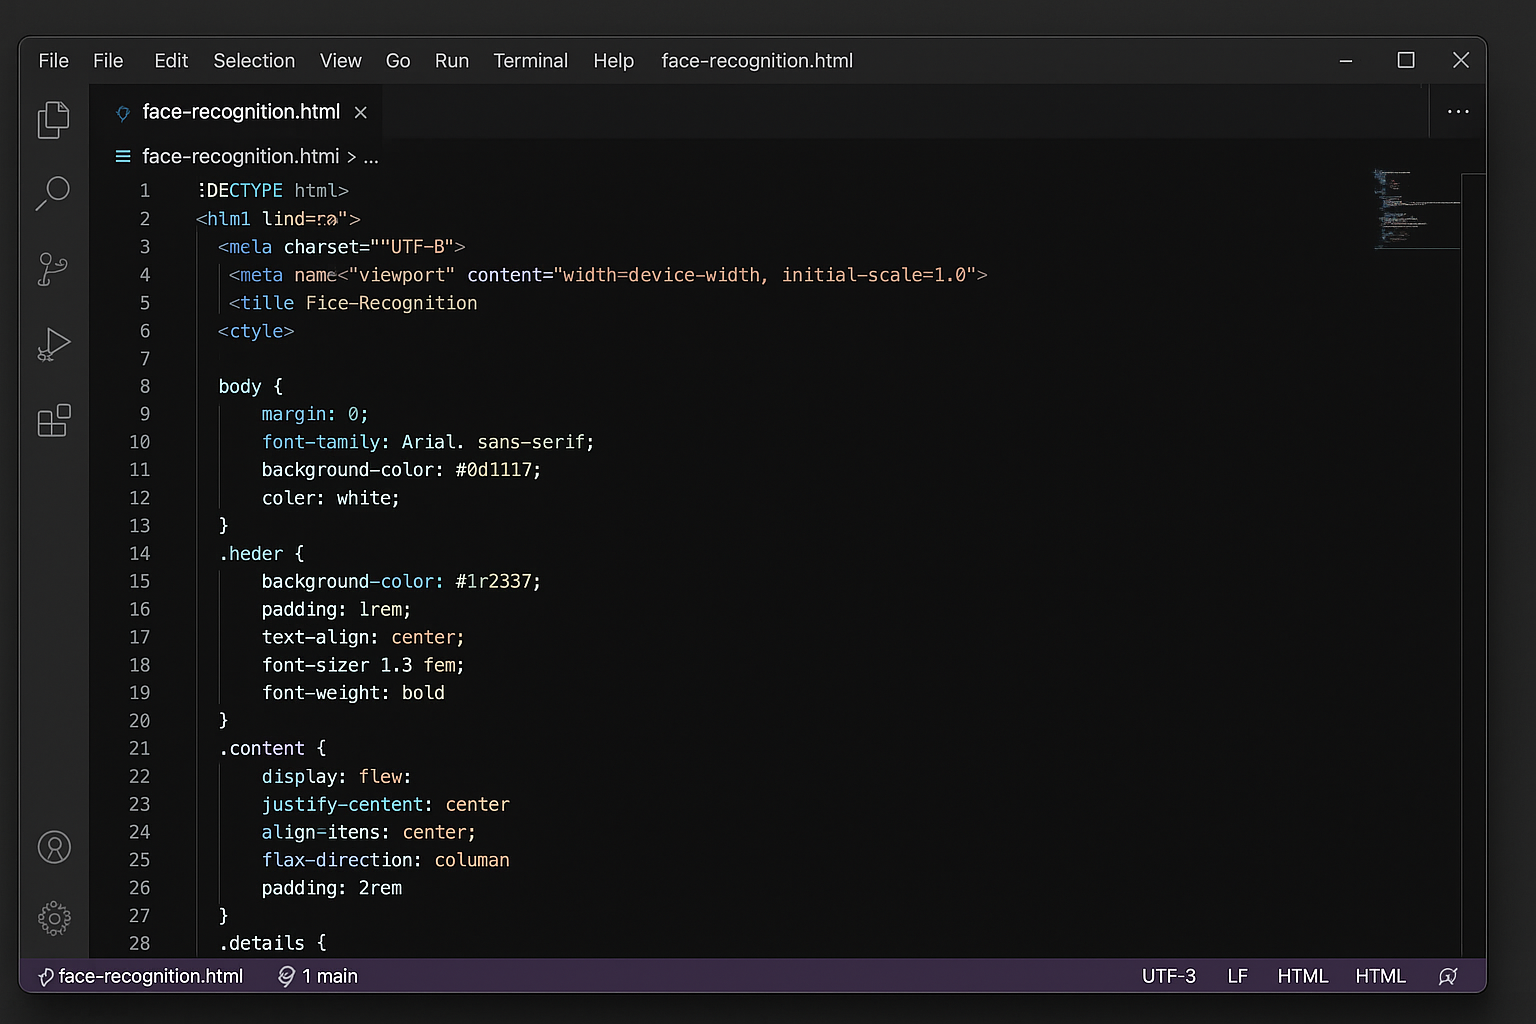 File File Edit Selection View Go Run Terminal Help face-recognition.html
face-recognition.html
face-recognition.htmi > ...
1 :DECTYPE html>
2 <hlm1 lind=
3 <mela charset=""UTF-B">
4 <meta name<"viewport" content="width=device-width, initial-scale=1.0">
5 <tille Fice-Recognition
6 <ctyle>
7
8 body {
9 margin: 0;
10 font-tamily: Arial. sans-serif;
11 background-color: #0d1117;
12 coler: white;
13 }
14 .heder {
15 background-color: #1r2337;
16 padding: 1rem;
17 text-align: center;
18 font-sizer 1.3 fem;
19 font-weight: bold
20 }
21 .content {
22 display: flew:
23 justify-centent: center
24 align=itens: center;
25 flax-direction: columan
26 padding: 2rem
27 }
28 .details {
face-recognition.html 1 main UTF-3 LF HTML HTML